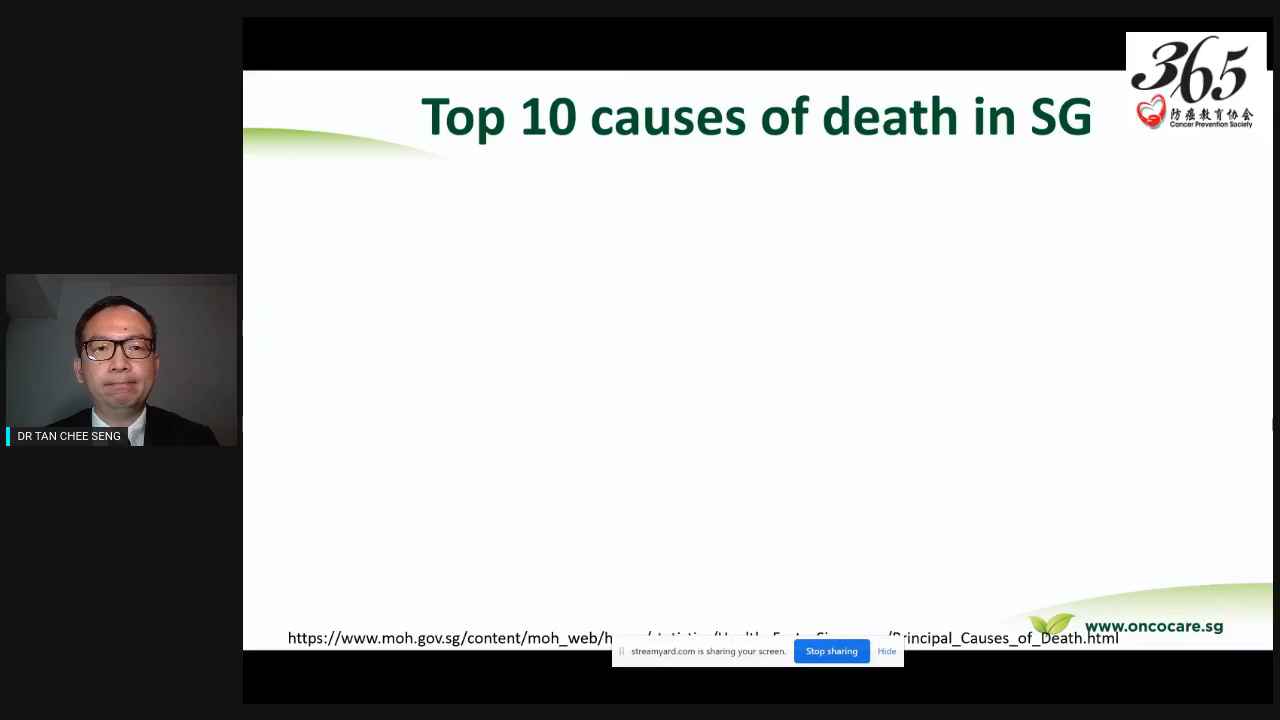 Top 10 causes of death in SG
365
防癌教育协会
Cancer Prevention Society
DR TAN CHEE SENG
www.oncocare.sg
https://www.moh.gov.sg/content/moh_web/h Principal_Causes_of_Death.html
streamyard.com is sharing your screen.
Stop sharing
Hide